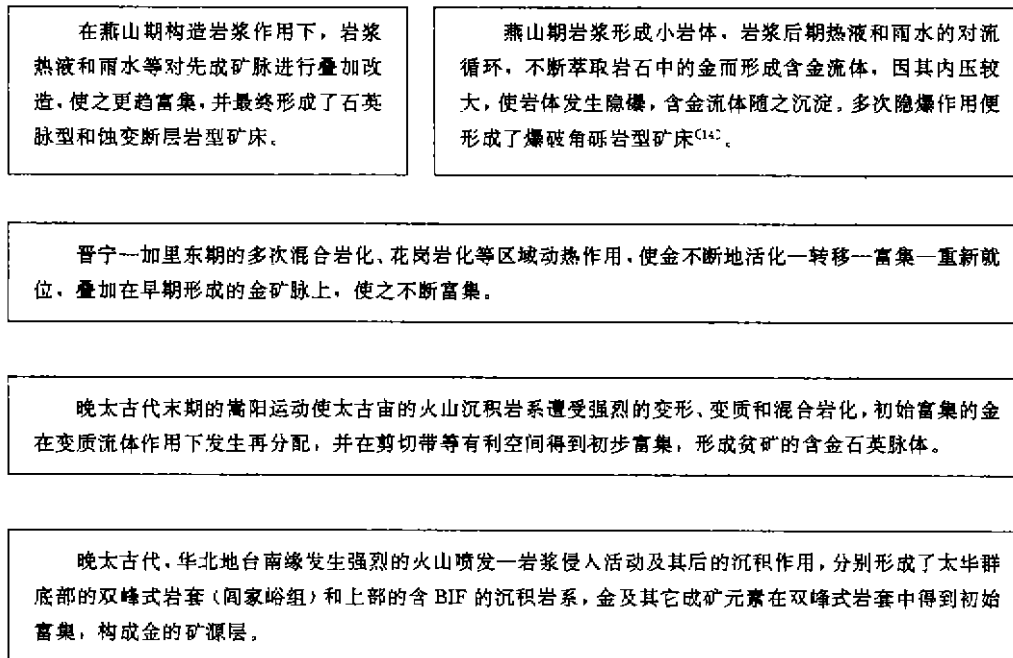 在燕山期构造岩浆作用下，岩浆
热液和雨水等对先成矿脉进行叠加改
造，使之更趋富集，并最终形成了石英
脉型和蚀变断层岩型矿床。
燕山期岩浆形成小岩体，岩浆后期热液和雨水的对流
循环，不断萃取岩石中的金而形成含金流体，因其内压较
大，使岩体发生隐爆，含金流体随之沉淀，多次隐爆作用便
形成了爆破角砾岩型矿床〔14〕。
晋宁—加里东期的多次混合岩化、花岗岩化等区域动热作用，使金不断地活化—转移—富集—重新就
位，叠加在早期形成的金矿脉上，使之不断富集。
晚太古代末期的嵩阳运动使太古宙的火山沉积岩系遭受强烈的变形、变质和混合岩化，初始富集的金
在变质流体作用下发生再分配，并在剪切带等有利空间得到初步富集，形成贫矿的含金石英脉体。
晚太古代，华北地台南缘发生强烈的火山喷发—岩浆侵入活动及其后的沉积作用，分别形成了太华群
底部的双峰式岩套（闾家峪组）和上部的含 BIF 的沉积岩系，金及其它成矿元素在双峰式岩套中得到初始
富集，构成金的矿源层。